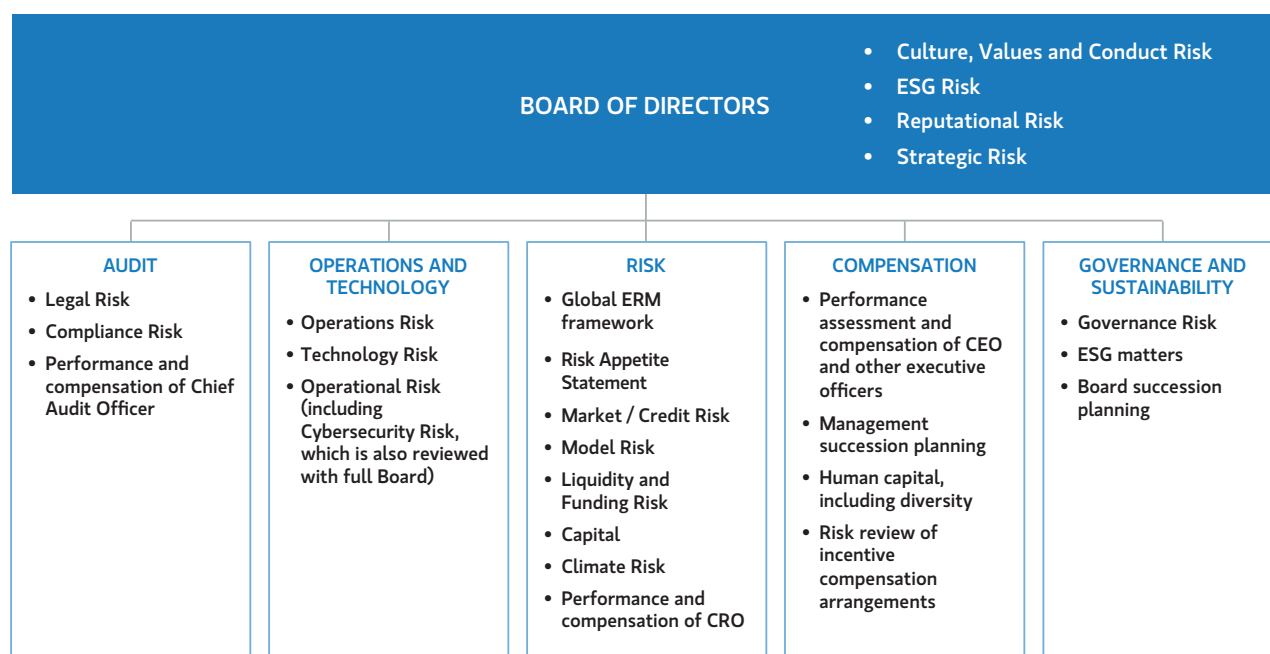 BOARD OF DIRECTORS
• Culture, Values and Conduct Risk
• ESG Risk
• Reputational Risk
• Strategic Risk
AUDIT
• Legal Risk
• Compliance Risk
• Performance and
compensation of Chief
Audit Officer
OPERATIONS AND
TECHNOLOGY
• Operations Risk
• Technology Risk
• Operational Risk
(including
Cybersecurity Risk,
which is also reviewed
with full Board)
RISK
• Global ERM
framework
• Risk Appetite
Statement
• Market / Credit Risk
• Model Risk
• Liquidity and
Funding Risk
• Capital
• Climate Risk
• Performance and
compensation of CRO
COMPENSATION
• Performance
assessment and
compensation of CEO
and other executive
officers
• Management
succession planning
• Human capital,
including diversity
• Risk review of
incentive
compensation
arrangements
GOVERNANCE AND
SUSTAINABILITY
• Governance Risk
• ESG matters
• Board succession
planning